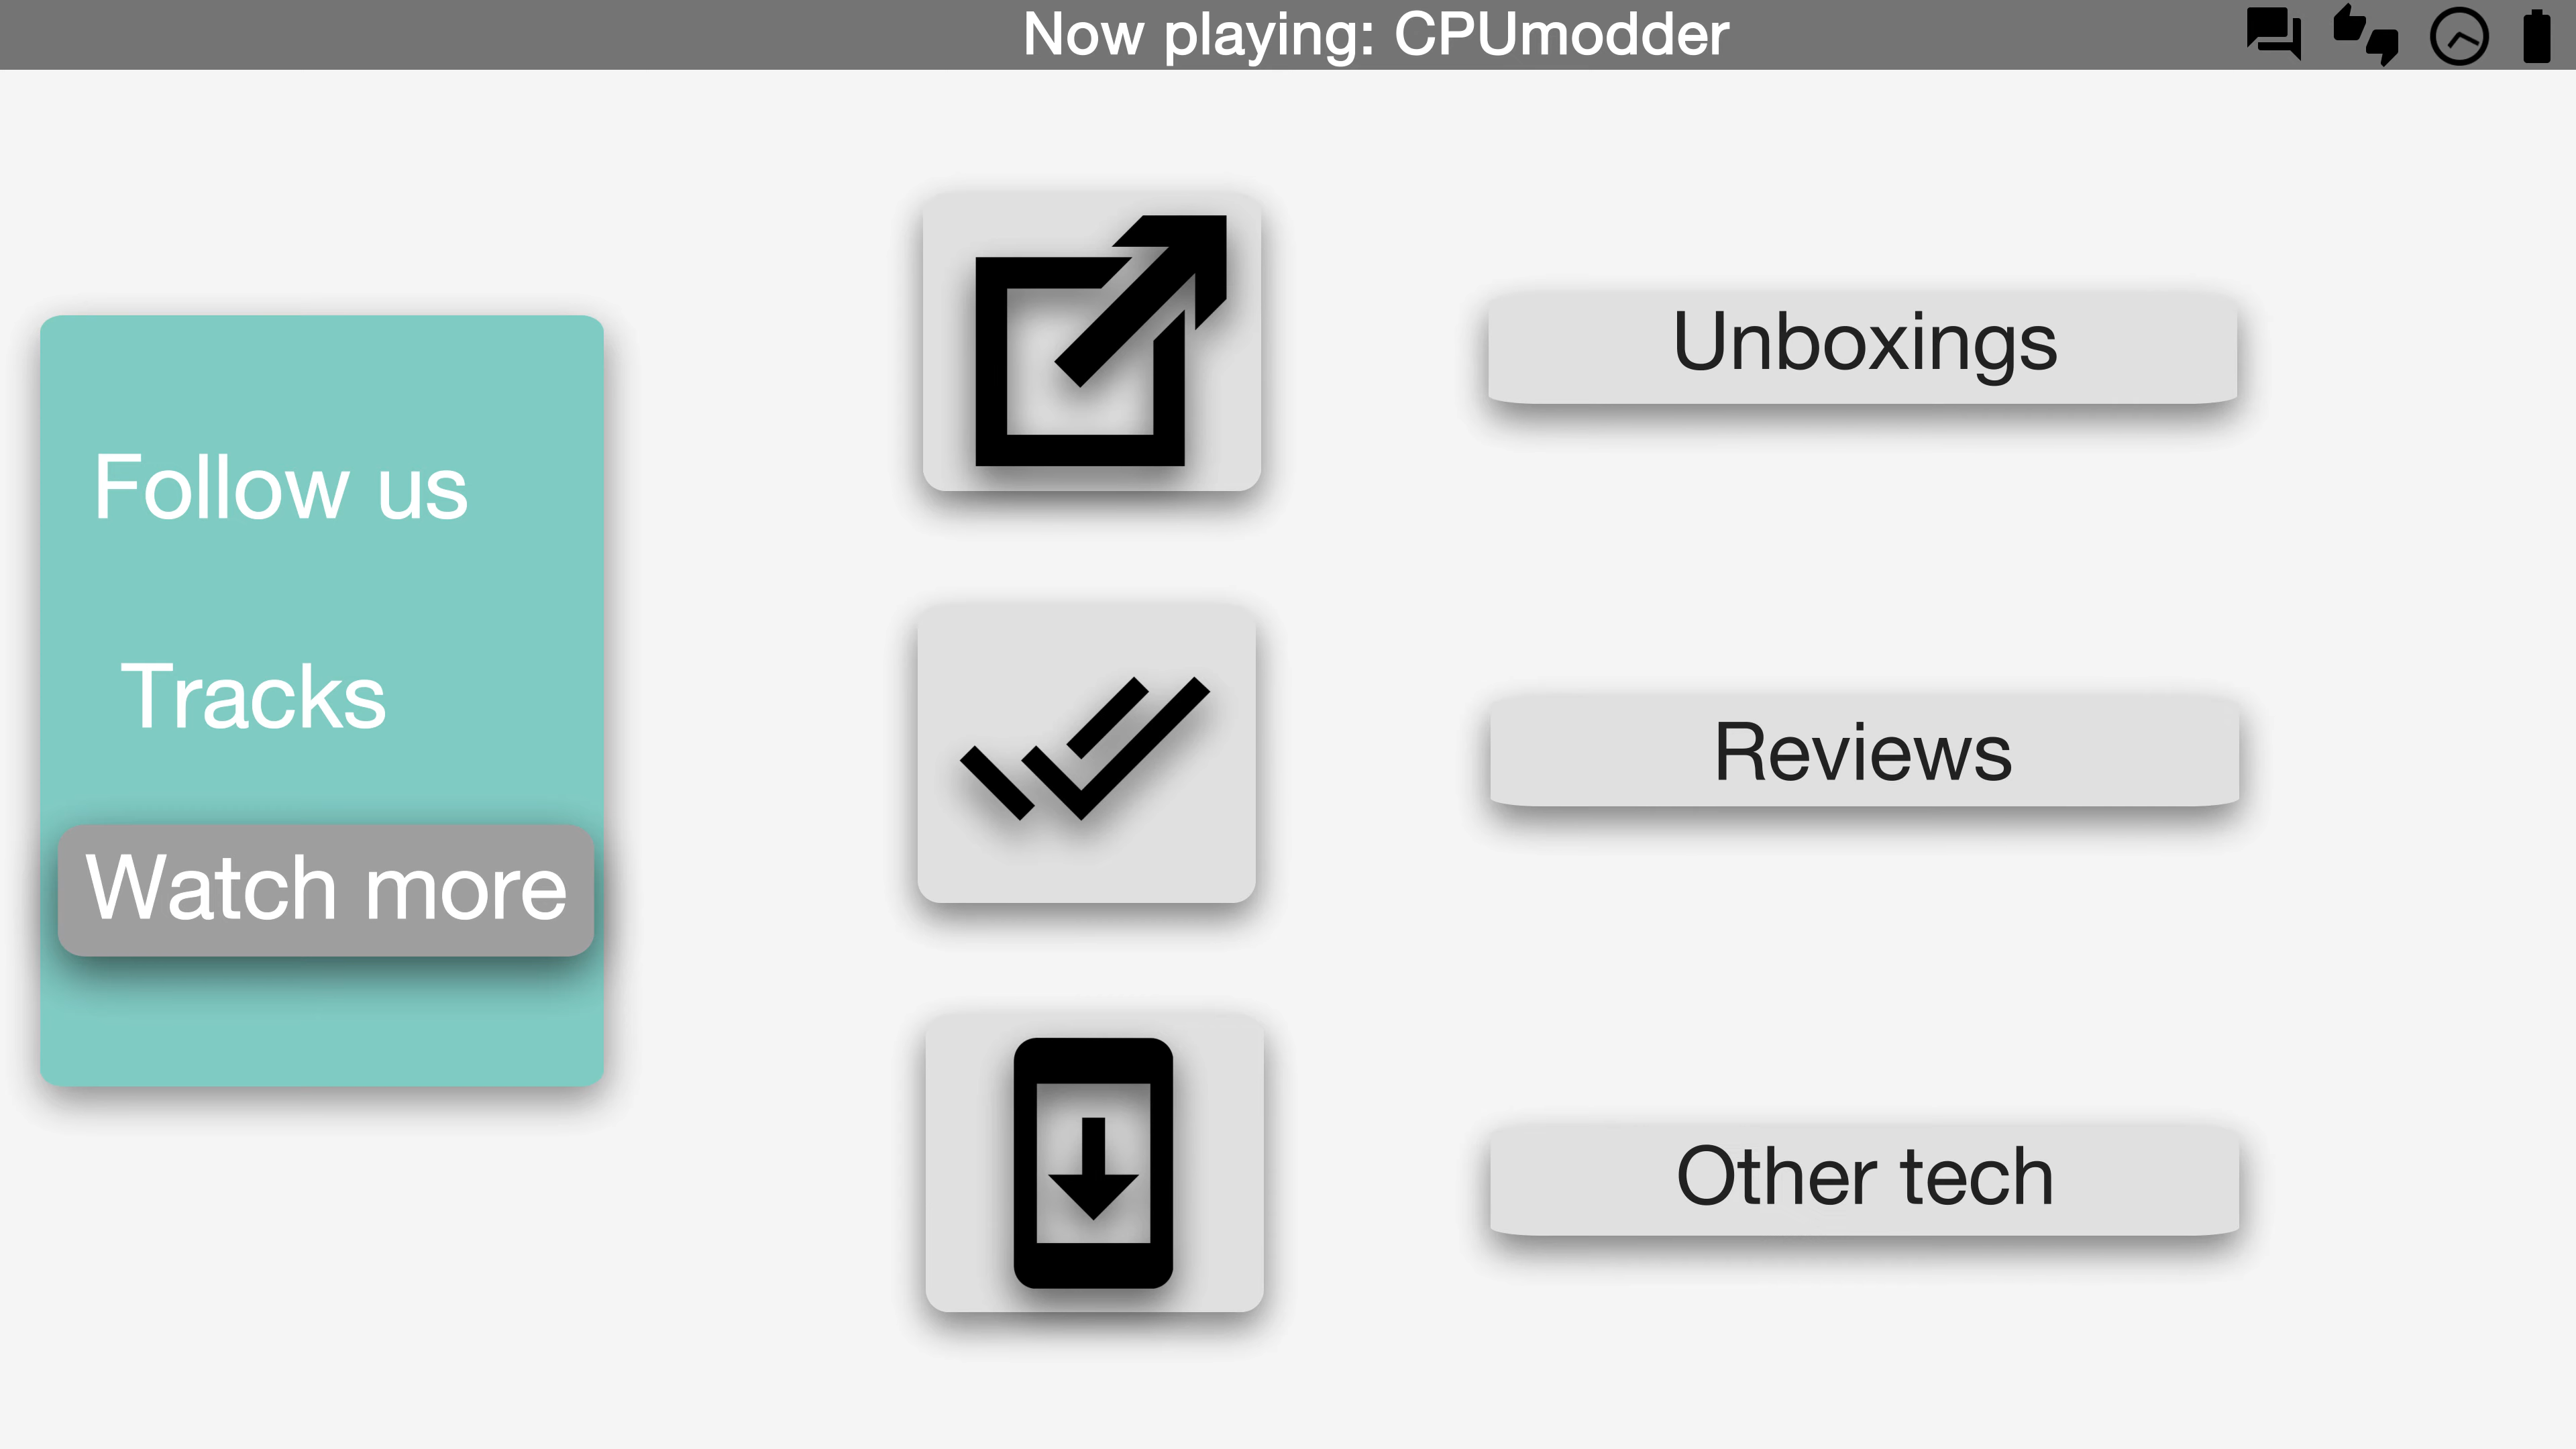 Now playing: CPUmodder
Follow us
Tracks
Watch more
Unboxings
Reviews
Other tech